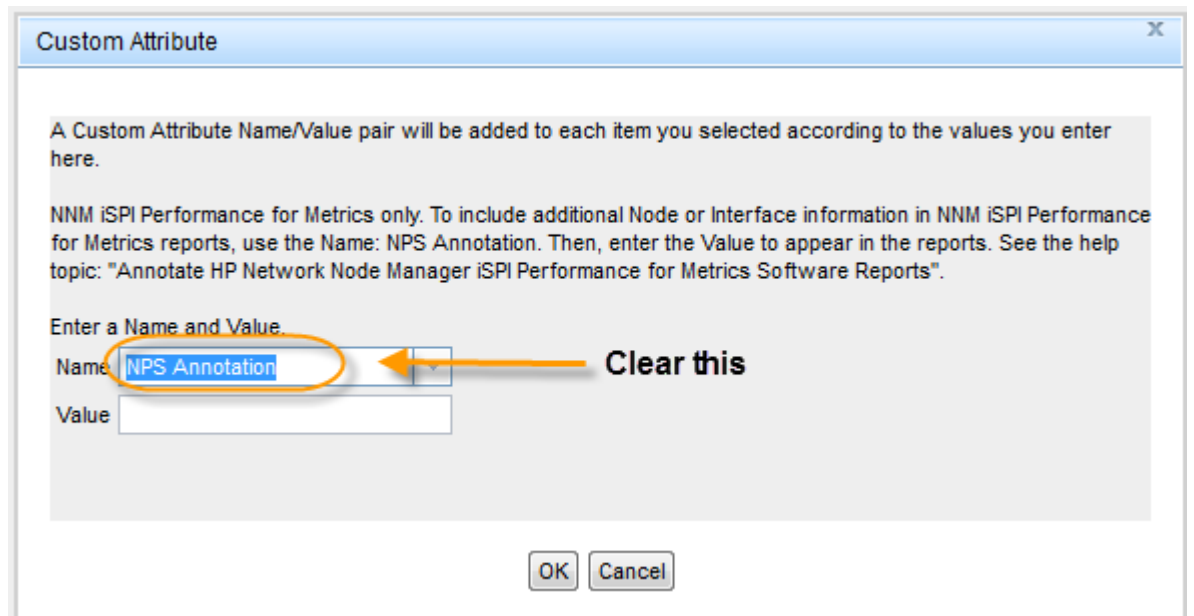 Custom Attribute
x
A Custom Attribute Name/Value pair will be added to each item you selected according to the values you enter
here.
NNM iSPI Performance for Metrics only. To include additional Node or Interface information in NNM iSPI Performance
for Metrics reports, use the Name: NPS Annotation. Then, enter the Value to appear in the reports. See the help
topic: "Annotate HP Network Node Manager iSPI Performance for Metrics Software Reports".
Enter a Name and Value.
Name NPS Annotation Clear this
Value
OK Cancel